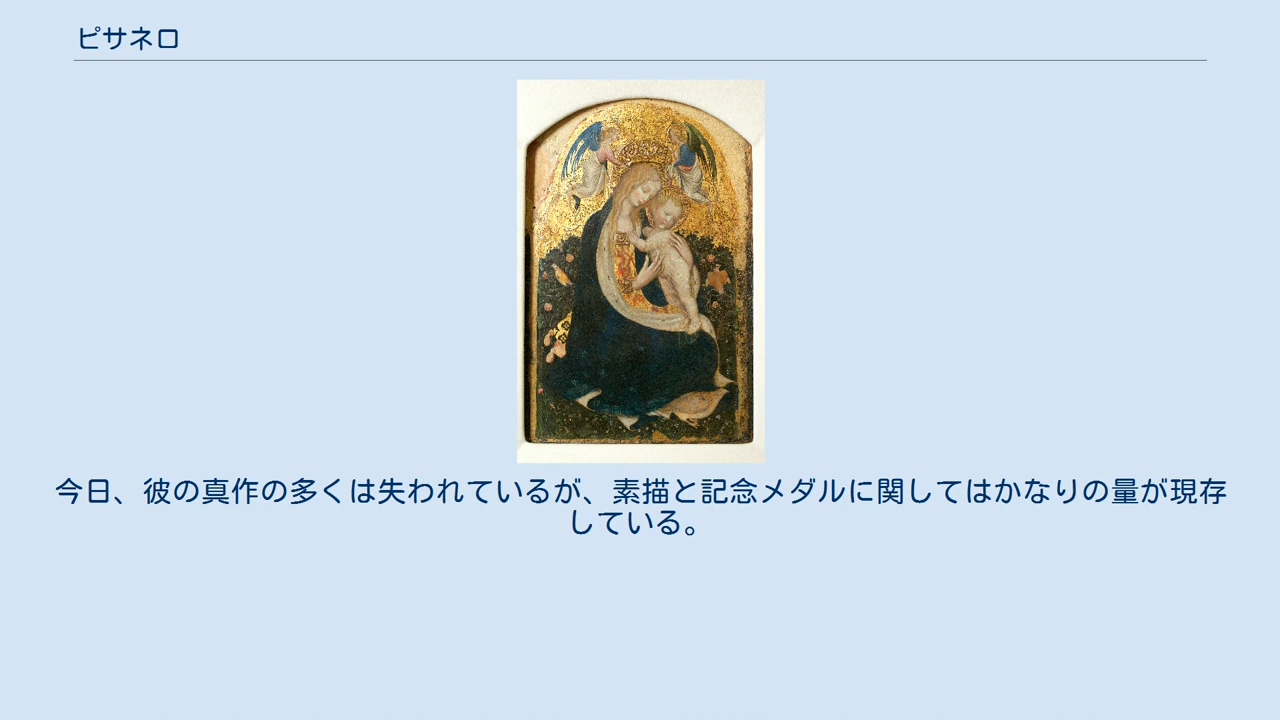 ピサネロ
今日、彼の真作の多くは失われているが、素描と記念メダルに関してはかなりの量が現存
している。